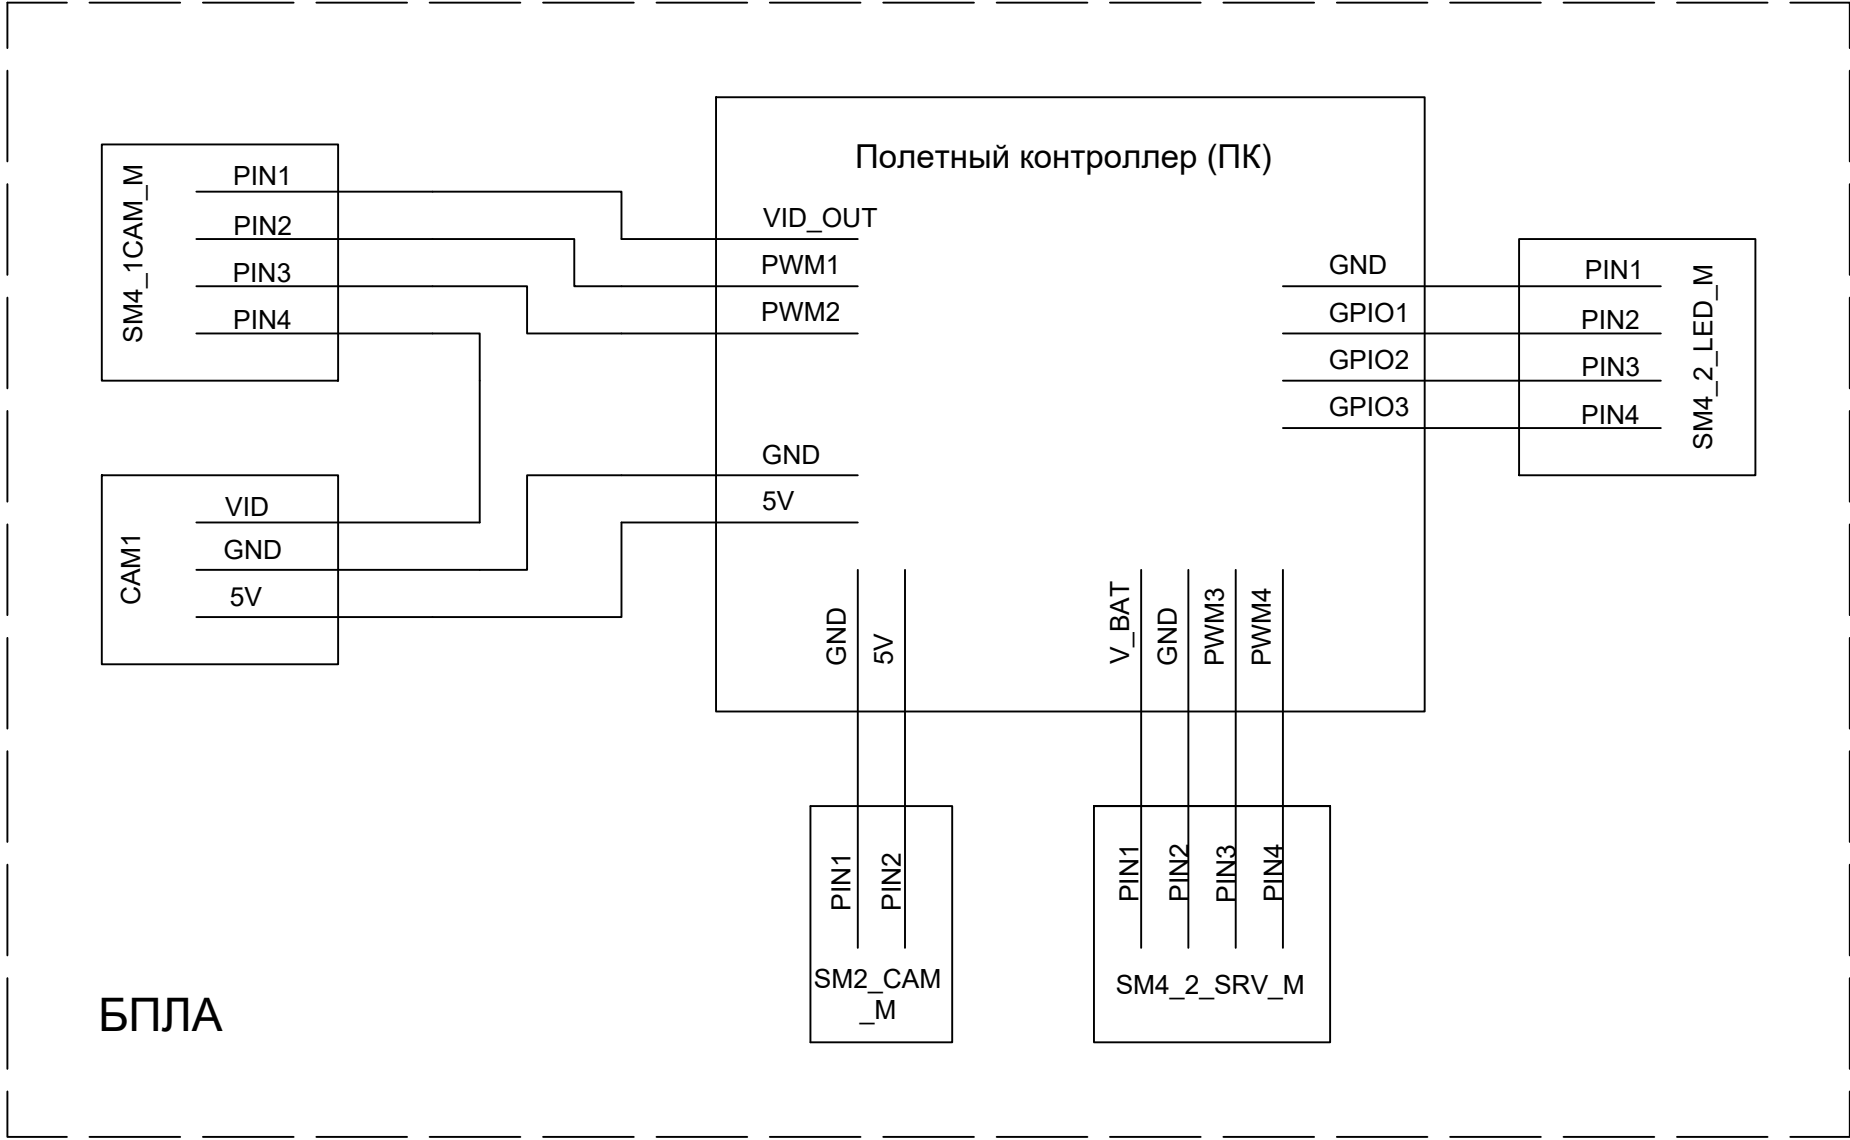 Полетный контроллер (ПК)
SM4_1CAM_M
PIN1
PIN2
PIN3
PIN4
VID_OUT
PWM1
PWM2
GND
5V
CAM1
VID
GND
5V
GND
GPIO1
GPIO2
GPIO3
PIN1
PIN2
PIN3
PIN4
SM4_2_LED_M
GND
5V
V_BAT
GND
PWM3
PWM4
PIN1
PIN2
SM2_CAM
_M
PIN1
PIN2
PIN3
PIN4
SM4_2_SRV_M
БПЛА